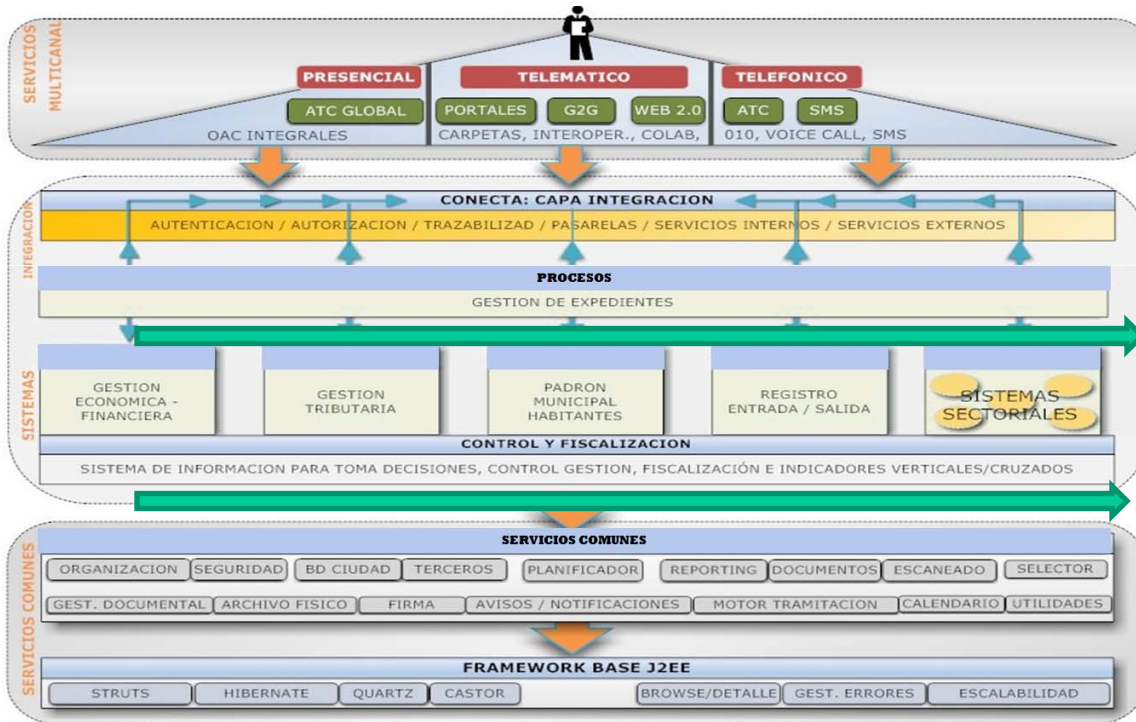 SERVICIOS
MULTICANAL
PRESENCIAL
TELEMATICO
TELEFONICO
ATC GLOBAL
PORTALES
G2G
WEB 2.0
ATC
SMS
OAC INTEGRALES
CARPETAS, INTEROPER., COLAB,
010, VOICE CALL, SMS
INTEGRACION
CONECTA: CAPA INTEGRACION
AUTENTICACION / AUTORIZACION / TRAZABILIZAD / PASARELAS / SERVICIOS INTERNOS / SERVICIOS EXTERNOS
PROCESOS
GESTION DE EXPEDIENTES
SISTEMAS
GESTION
ECONOMICA -
FINANCIERA
GESTION
TRIBUTARIA
PADRON
MUNICIPAL
HABITANTES
REGISTRO
ENTRADA / SALIDA
SISTEMAS
SECTORIALES
CONTROL Y FISCALIZACION
SISTEMA DE INFORMACION PARA TOMA DECISIONES, CONTROL GESTION, FISCALIZACIÓN E INDICADORES VERTICALES/CRUZADOS
SERVICIOS COMUNES
SERVICIOS COMUNES
ORGANIZACION
SEGURIDAD
BD CIUDAD
TERCEROS
PLANIFICADOR
REPORTING
DOCUMENTOS
ESCANEADO
SELECTOR
GEST. DOCUMENTAL
ARCHIVO FISICO
FIRMA
AVISOS / NOTIFICACIONES
MOTOR TRAMITACION
CALENDARIO
UTILIDADES
FRAMEWORK BASE J2EE
STRUTS
HIBERNATE
QUARTZ
CASTOR
BROWSE/DETALLE
GEST. ERRORES
ESCALABILIDAD